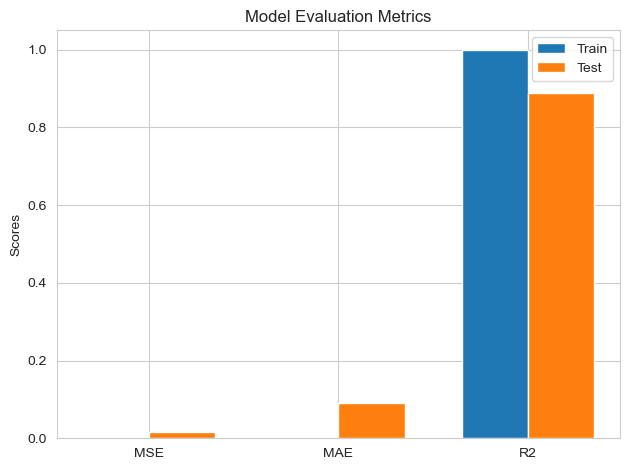 Model Evaluation Metrics
Train
Test
Scores
1.0
0.8
0.6
0.4
0.2
0.0
MSE
MAE
R2